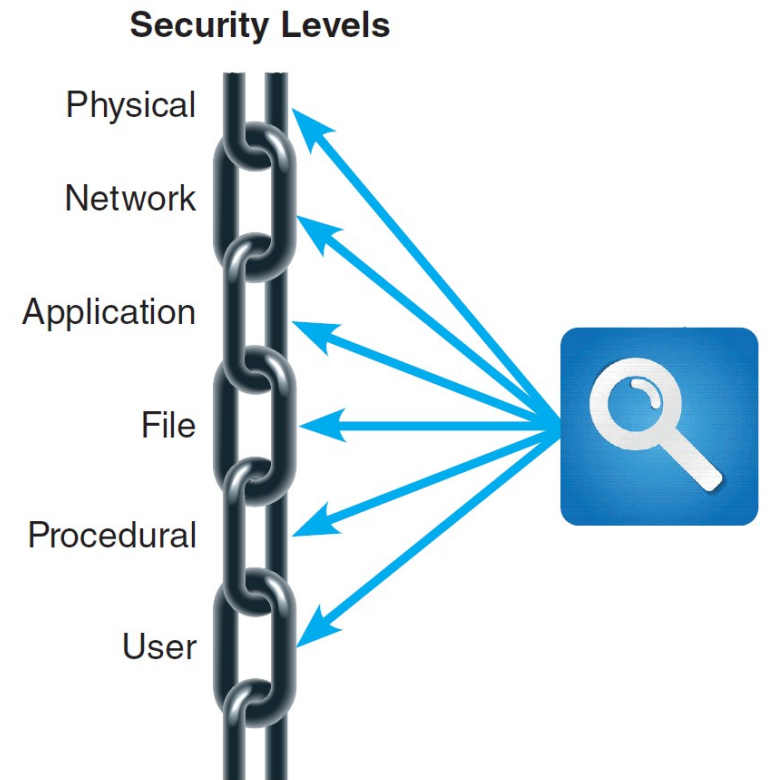 Security Levels
Physical
Network
Application
File
Procedural
User